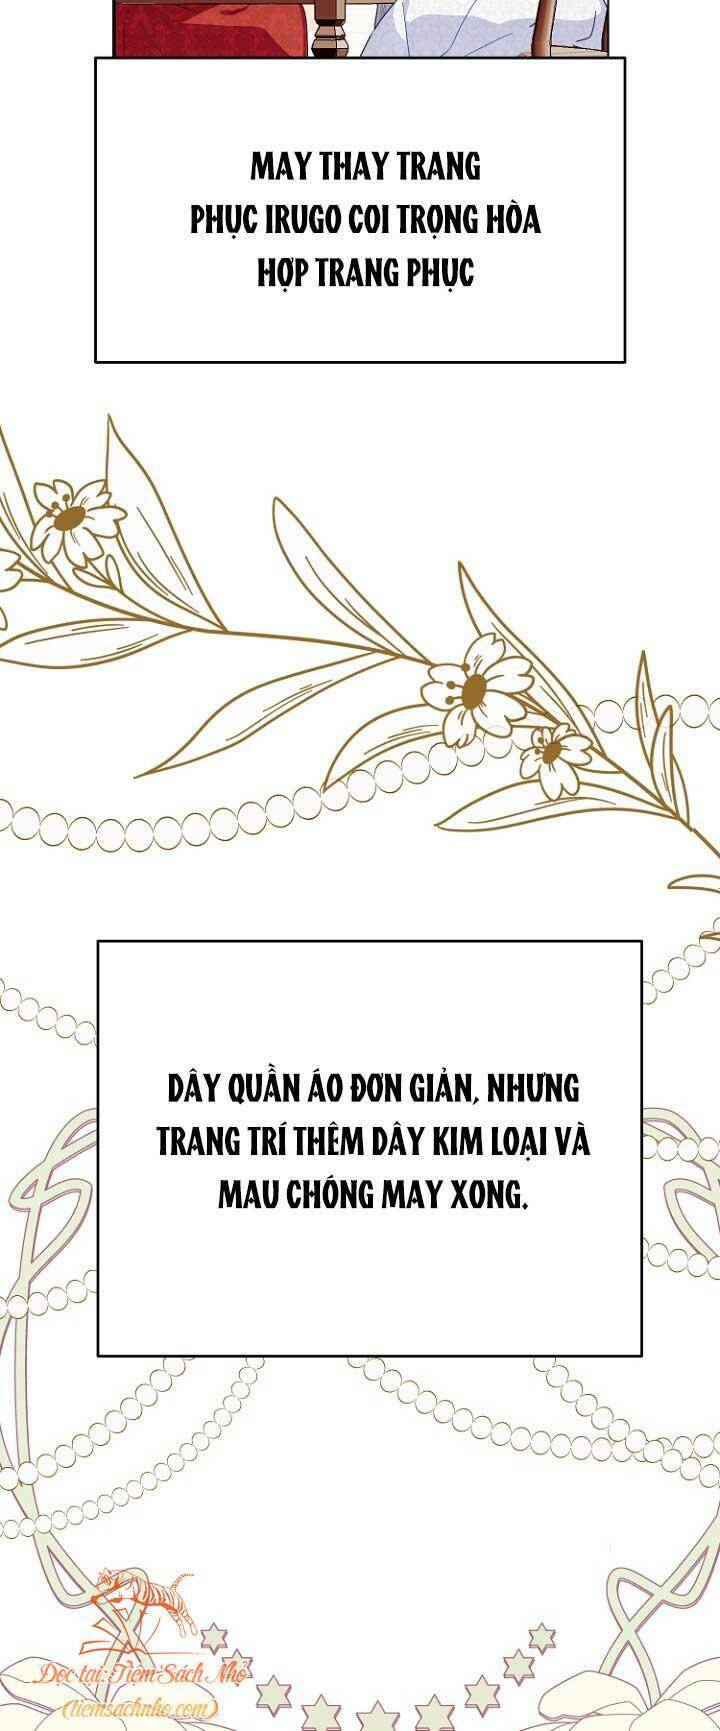 MAY THAY TRANG
PHỤC IRUGO COI TRỌNG HÒA
HỢP TRANG PHỤC
DÂY QUẦN ÁO ĐƠN GIẢN, NHƯNG
TRANG TRÍ THÊM DÂY KIM LOẠI VÀ
MAU CHÓNG MAY XONG.
Đọc tại: Tiệm Sách Nhỏ
(tiemsachnho.com)